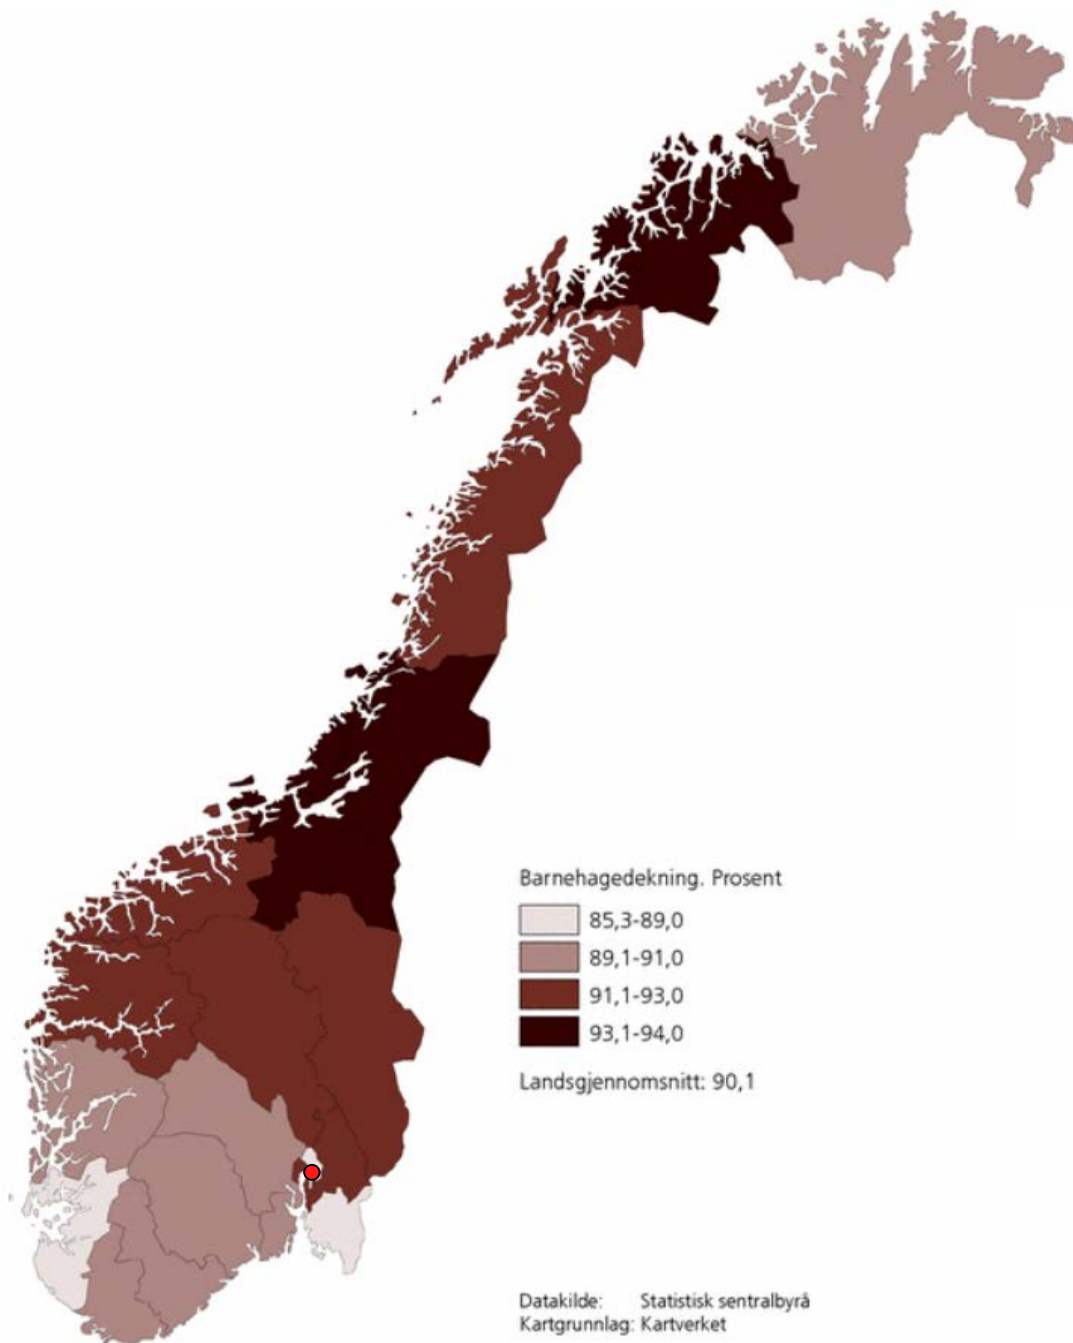 Barnehagedekning. Prosent
85,3-89,0
89,1-91,0
91,1-93,0
93,1-94,0
Landsgjennomsnitt: 90,1
Datakilde: Statistisk sentralbyrå
Kartgrunnlag: Kartverket